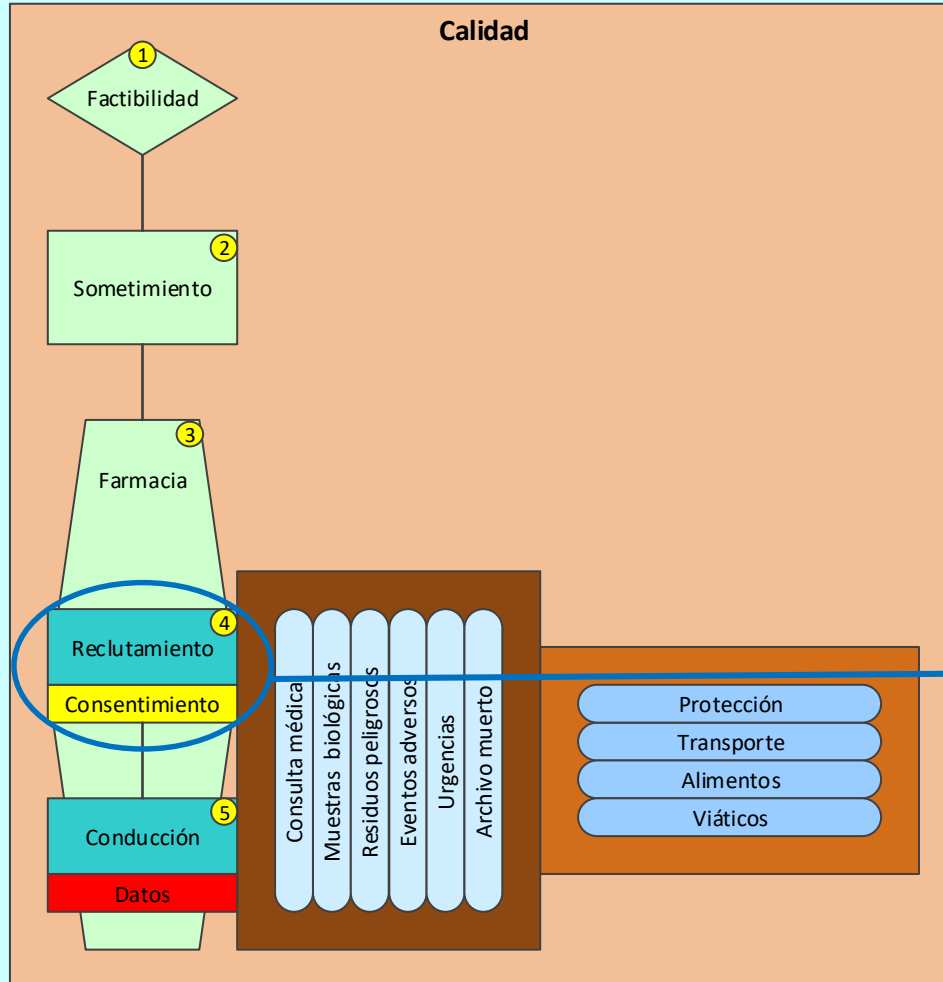 Calidad
1
Factibilidad
2
Sometimiento
3
Farmacia
4
Reclutamiento
Consentimiento
5
Conducción
Datos
Consulta médica
Muestras biológicas
Residuos peligrosos
Eventos adversos
Urgencias
Archivo muerto
Protección
Transporte
Alimentos
Viáticos